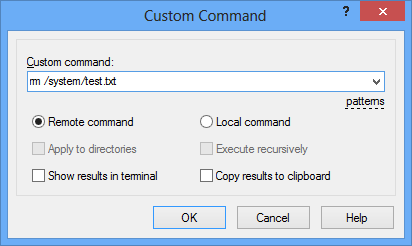 Custom Command
?
Custom command:
rm /system/test.txt
patterns
Remote command
Local command
Apply to directories
Execute recursively
Show results in terminal
Copy results to clipboard
OK
Cancel
Help